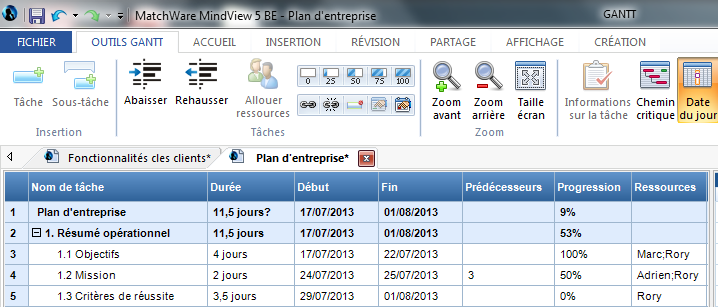 MatchWare MindView 5 BE - Plan d'entreprise GANTT
FICHIER OUTILS GANTT ACCUEIL INSERTION RÉVISION PARTAGE AFFICHAGE CRÉATION
0 25 50 75 100
Tâche Sous-tâche Abaisser Rehausser Allouer ressources Zoom avant Zoom arrière Taille écran Informations sur la tâche Chemin critique Date du jour
Insertion Tâches Zoom
Fonctionnalités cles clients* Plan d'entreprise*
Nom de tâche Durée Début Fin Prédécesseurs Progression Ressources
1 Plan d'entreprise 11,5 jours? 17/07/2013 01/08/2013 9%
2 1. Résumé opérationnel 11,5 jours 17/07/2013 01/08/2013 53%
3 1.1 Objectifs 4 jours 17/07/2013 22/07/2013 100% Marc;Rory
4 1.2 Mission 2 jours 24/07/2013 25/07/2013 3 50% Adrien;Rory
5 1.3 Critères de réussite 3,5 jours 29/07/2013 01/08/2013 0% Rory